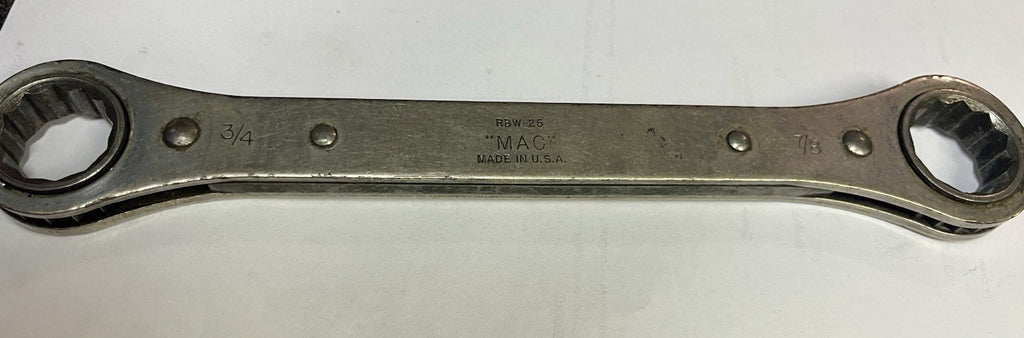 3/4
RBW-25
"MAC"
MADE IN U.S.A.
7/8